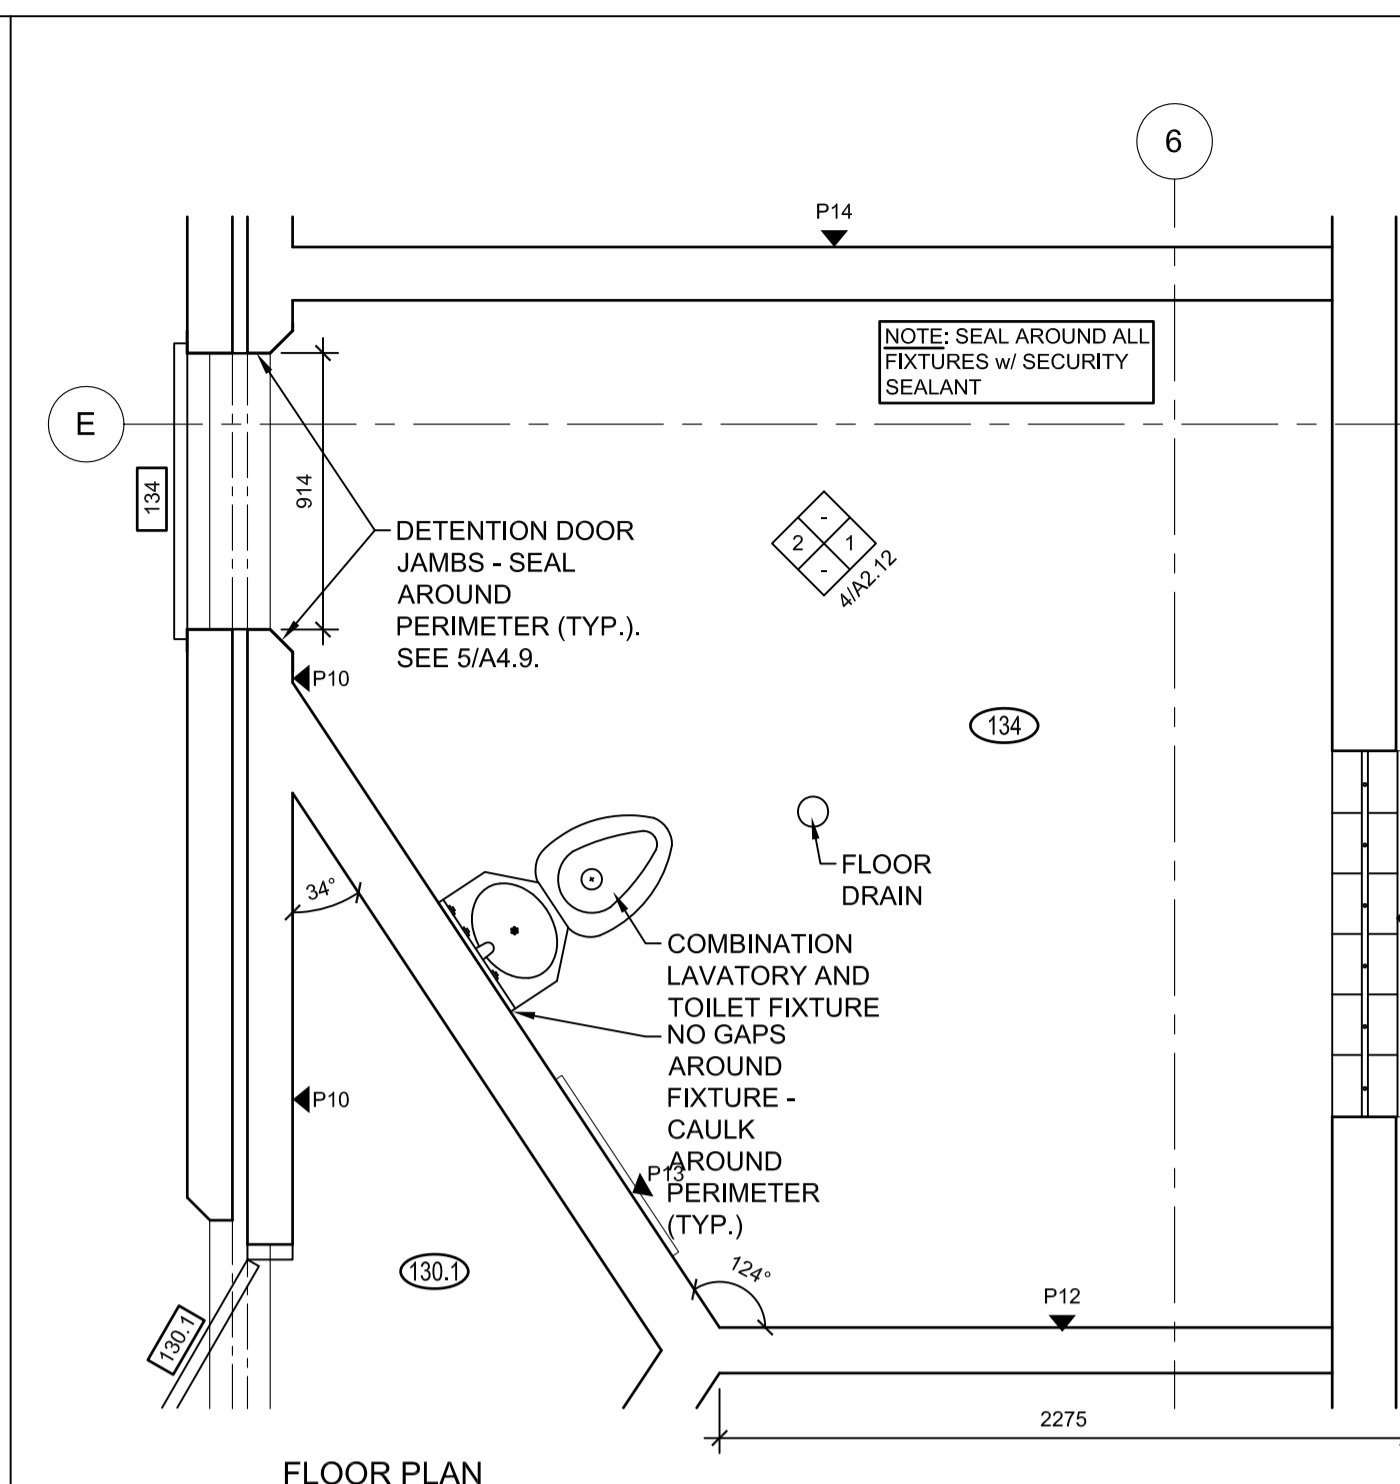 6
P14
NOTE: SEAL AROUND ALL
FIXTURES w/ SECURITY
SEALANT
E
134
914
DETENTION DOOR
JAMBS - SEAL
AROUND
PERIMETER (TYP.).
SEE 5/A4.9.
-
2
1
-
4/A2.12
P10
134
FLOOR
DRAIN
34°
COMBINATION
LAVATORY AND
TOILET FIXTURE
NO GAPS
AROUND
FIXTURE -
CAULK
AROUND
PERIMETER
(TYP.)
P10
P13
130.1
124°
P12
130.1
2275
FLOOR PLAN